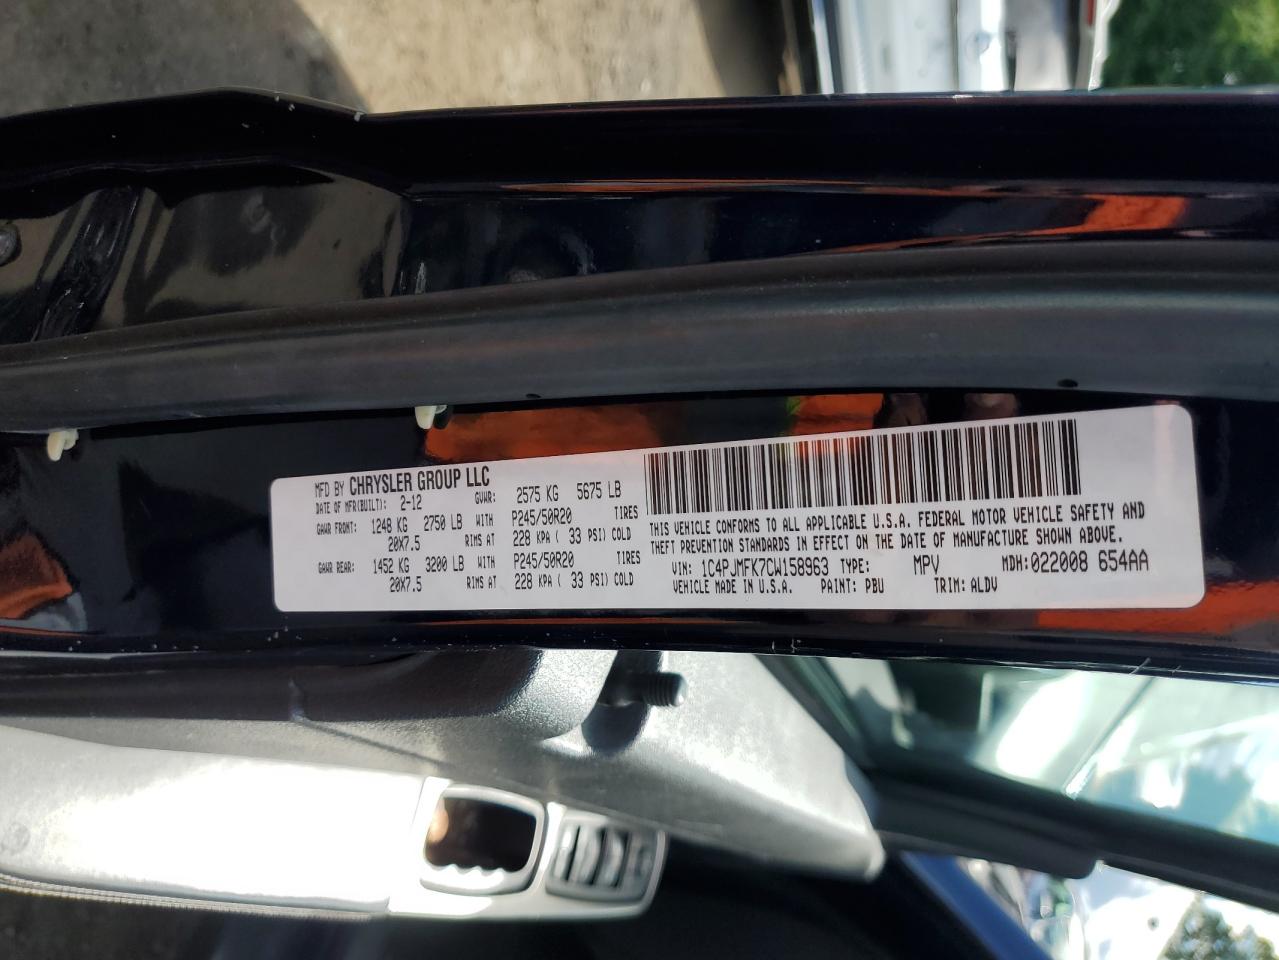 MFD BY CHRYSLER GROUP LLC
DATE OF MFR(BUILT): 2-12 GVWR: 2575 KG 5675 LB
GAWR FRONT: 1248 KG 2750 LB WITH P245/50R20 TIRES
20X7.5 RIMS AT 228 KPA ( 33 PSI) COLD
GAWR REAR: 1452 KG 3200 LB WITH P245/50R20 TIRES
20X7.5 RIMS AT 228 KPA ( 33 PSI) COLD
THIS VEHICLE CONFORMS TO ALL APPLICABLE U.S.A. FEDERAL MOTOR VEHICLE SAFETY AND
THEFT PREVENTION STANDARDS IN EFFECT ON THE DATE OF MANUFACTURE SHOWN ABOVE.
VIN: 1C4PJMFK7CW158963 TYPE: MPV MDH:022008 654AA
VEHICLE MADE IN U.S.A. PAINT: PBU TRIM: ALDV